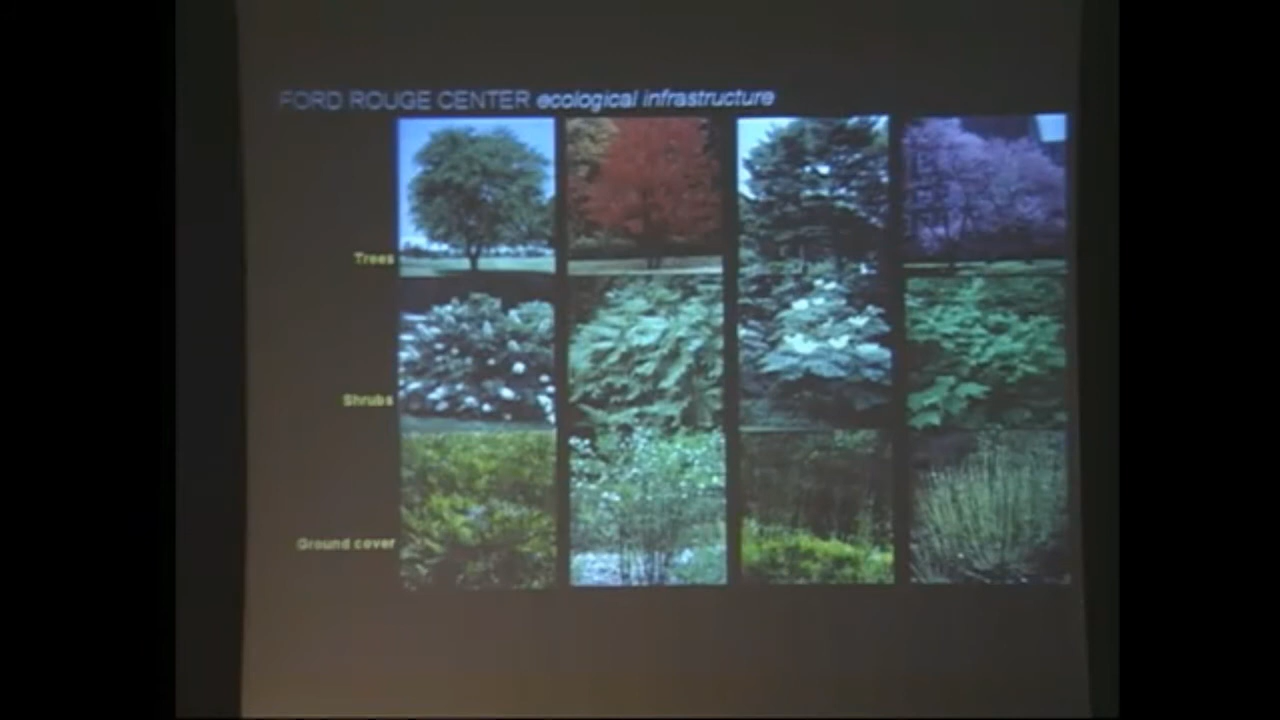 FORD ROUGE CENTER ecological infrastructure
Trees
Shrubs
Ground cover